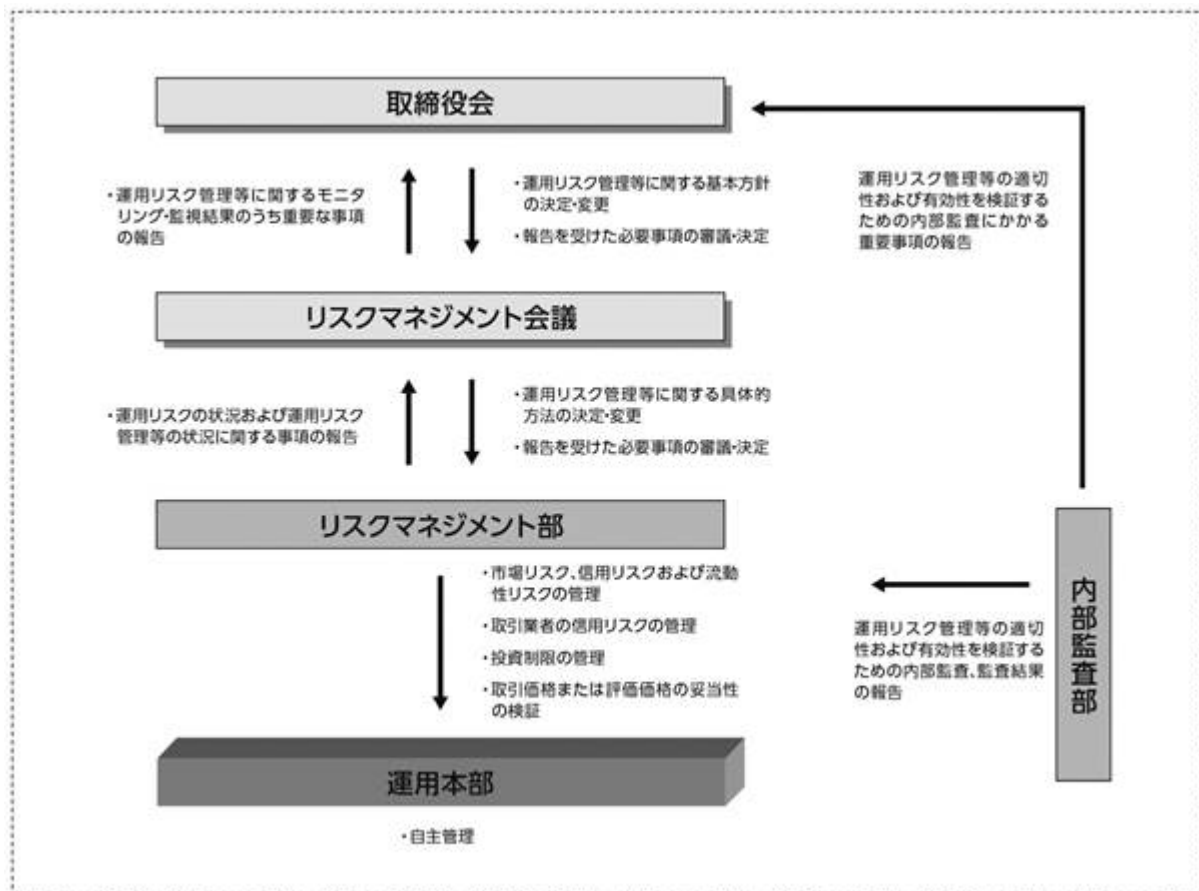 取締役会
・運用リスク管理等に関するモニタ
リング・監視結果のうち重要な事項
の報告
・運用リスク管理等に関する基本方針
の決定・変更
・報告を受けた必要事項の審議・決定
運用リスク管理等の適切
性および有効性を検証する
ための内部監査にかかる
重要事項の報告
リスクマネジメント会議
・運用リスクの状況および運用リスク
管理等の状況に関する事項の報告
・運用リスク管理等に関する具体的
方法の決定・変更
・報告を受けた必要事項の審議・決定
リスクマネジメント部
・市場リスク、信用リスクおよび流動
性リスクの管理
・取引業者の信用リスクの管理
・投資制限の管理
・取引価格または評価価格の妥当性
の検証
運用リスク管理等の適切
性および有効性を検証する
ための内部監査、監査結果
の報告
内部監査部
運用本部
・自主管理